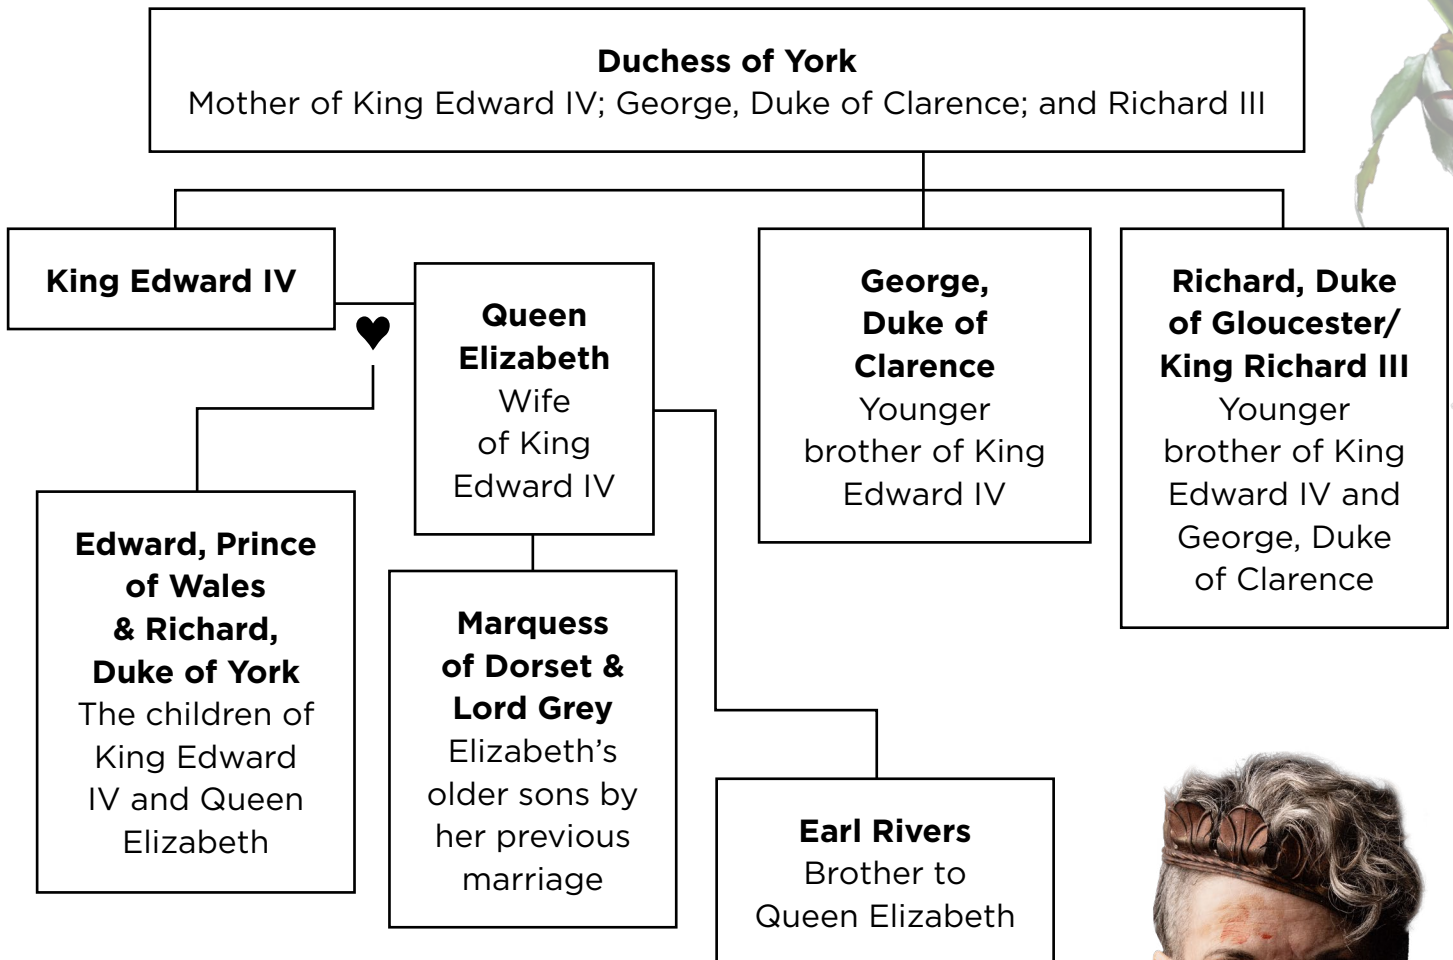 Duchess of York
Mother of King Edward IV; George, Duke of Clarence; and Richard III
King Edward IV
Queen
Elizabeth
Wife
of King
Edward IV
George,
Duke of
Clarence
Younger
brother of King
Edward IV
Richard, Duke
of Gloucester/
King Richard III
Younger
brother of King
Edward IV and
George, Duke
of Clarence
Edward, Prince
of Wales
& Richard,
Duke of York
The children of
King Edward
IV and Queen
Elizabeth
Marquess
of Dorset &
Lord Grey
Elizabeth’s
older sons by
her previous
marriage
Earl Rivers
Brother to
Queen Elizabeth